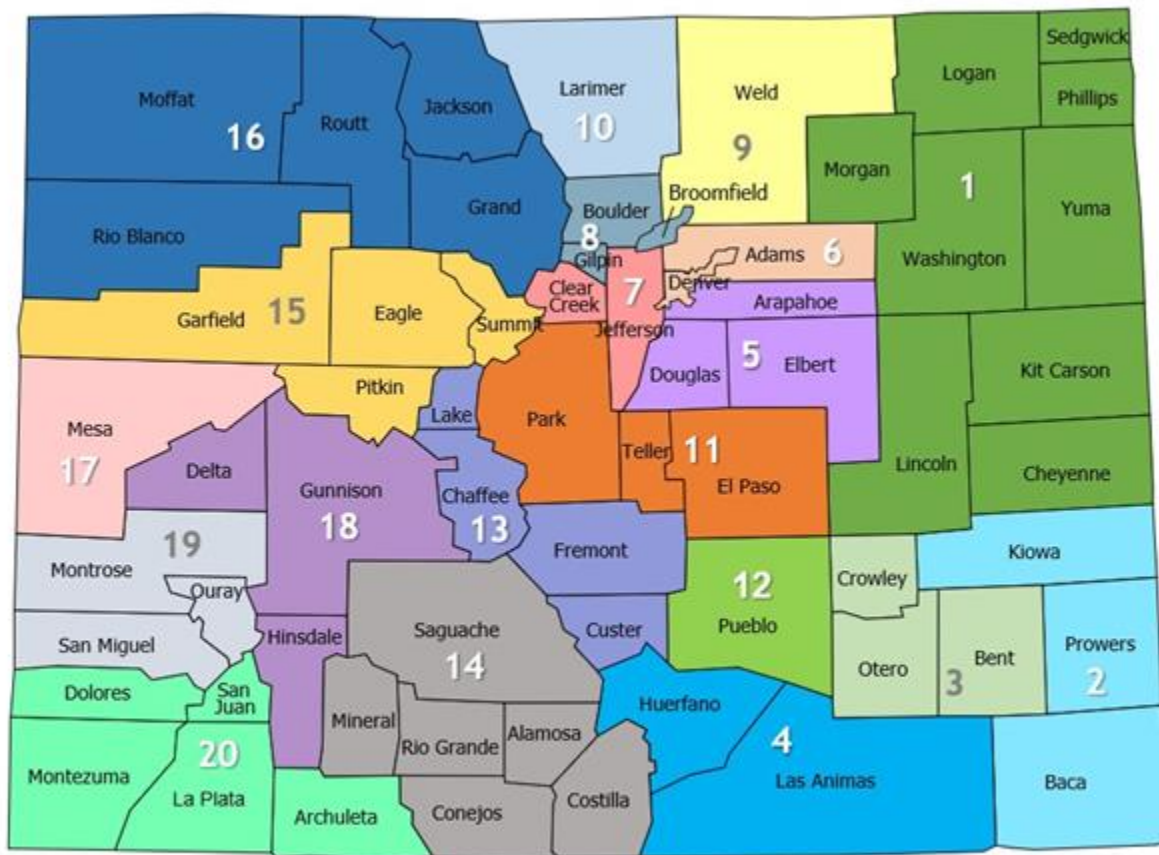 Sedgwick
Logan
Larimer
Weld
Jackson
Moffat
Phillips
Routt
10
16
9
Morgan
1
Broomfield
Grand
Boulder
Yuma
8
Rio Blanco
Adams
6
Washington
Gilpin
Denver
Clear
Creek
7
Arapahoe
15
Eagle
Garfield
Summit
Jefferson
5
Elbert
Kit Carson
Douglas
Pitkin
Lake
Park
Mesa
17
Teller
11
Lincoln
Delta
Cheyenne
El Paso
Gunnison
Chaffee
18
13
19
Fremont
Kiowa
Montrose
Crowley
12
Ouray
Pueblo
Saguache
Hinsdale
Custer
San Miguel
14
Otero
3
Bent
Prowers
2
Dolores
San
Juan
Huerfano
Mineral
Rio Grande
Alamosa
4
20
Montezuma
La Plata
Las Animas
Baca
Costilla
Conejos
Archuleta